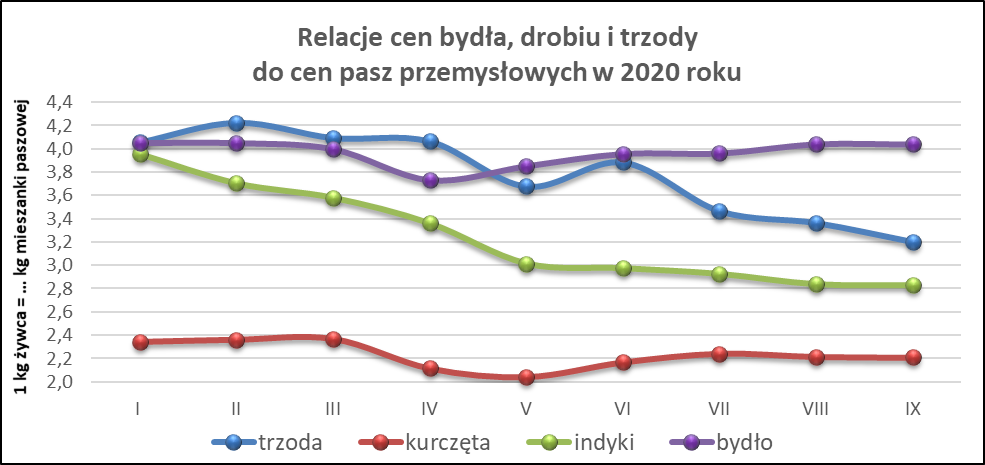 Relacje cen bydła, drobiu i trzody
do cen pasz przemysłowych w 2020 roku
1 kg żywca = ... kg mieszanki paszowej
4,4
4,2
4,0
3,8
3,6
3,4
3,2
3,0
2,8
2,6
2,4
2,2
2,0
I II III IV V VI VII VIII IX
trzoda kurczęta indyki bydło